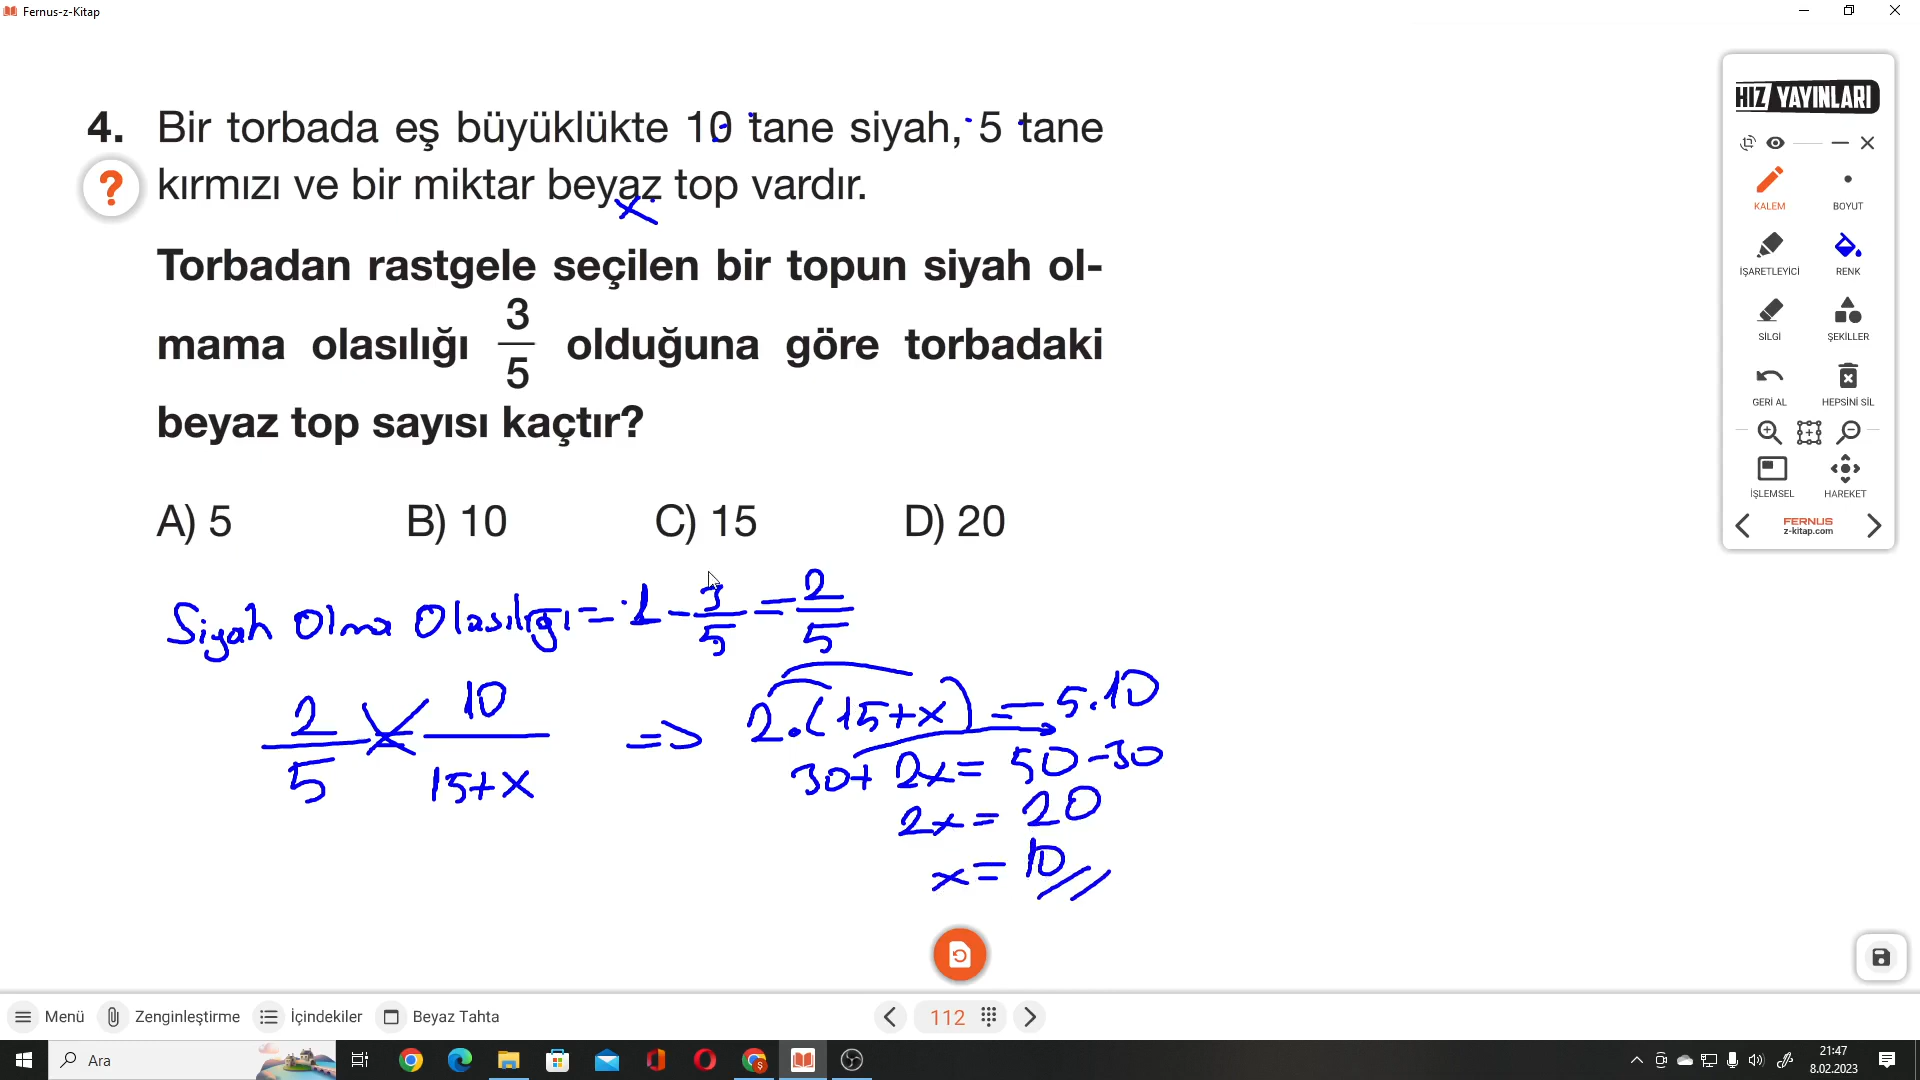 Fernus-z-Kitap
4. Bir torbada eş büyüklükte 10 tane siyah, 5 tane
kırmızı ve bir miktar beyaz top vardır.
x
Torbadan rastgele seçilen bir topun siyah ol-
mama olasılığı 3/5 olduğuna göre torbadaki
beyaz top sayısı kaçtır?
A) 5 B) 10 C) 15 D) 20
Siyah Olma Olasılığı = 1 - 3/5 = 2/5
2/5 = 10/15+x => 2.(15+x) = 5.10
30+ 2x = 50-30
2x = 20
x = 10
HIZ YAYINLARI
KALEM BOYUT
İŞARETLEYİCİ RENK
SİLGİ ŞEKİLLER
GERİ AL HEPSİNİ SİL
İŞLEMSEL HAREKET
FERNUS
z-kitap.com
Menü Zenginleştirme İçindekiler Beyaz Tahta 112
Ara
21:47
8.02.2023